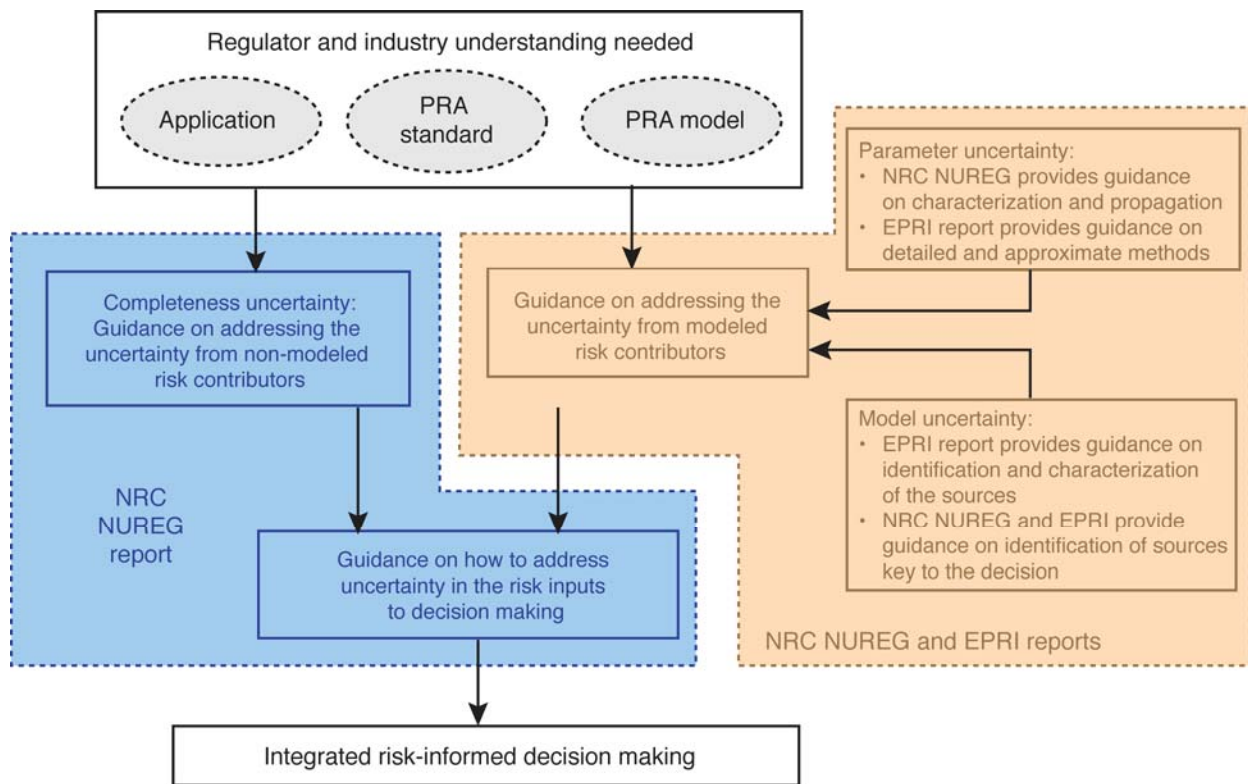 Regulator and industry understanding needed
Application
PRA
standard
PRA model
Parameter uncertainty:
• NRC NUREG provides guidance
on characterization and propagation
• EPRI report provides guidance on
detailed and approximate methods
Completeness uncertainty:
Guidance on addressing the
uncertainty from non-modeled
risk contributors
Guidance on addressing the
uncertainty from modeled
risk contributors
Model uncertainty:
• EPRI report provides guidance on
identification and characterization
of the sources
• NRC NUREG and EPRI provide
guidance on identification of sources
key to the decision
NRC
NUREG
report
Guidance on how to address
uncertainty in the risk inputs
to decision making
NRC NUREG and EPRI reports
Integrated risk-informed decision making